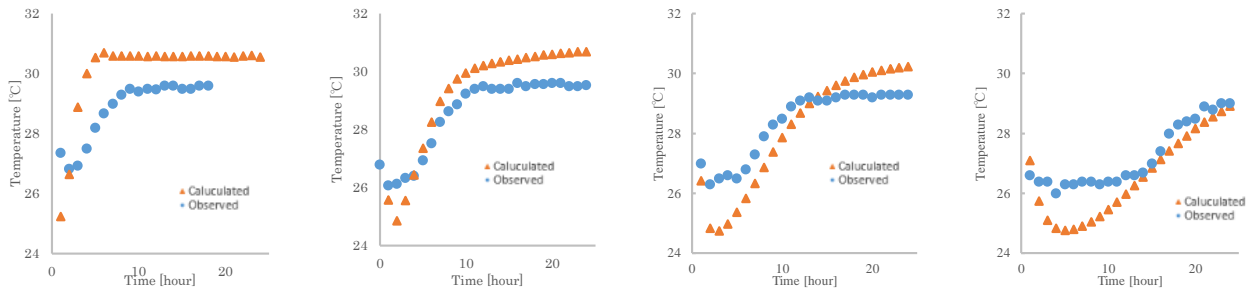 Temperature [℃]
32
30
28
26
24
0
10
20
Time [hour]
Caluculated
Observed
Temperature [℃]
32
30
28
26
24
0
10
20
Time [hour]
Caluculated
Observed
Temperature [℃]
32
30
28
26
24
0
10
20
Time [hour]
Caluculated
Observed
Temperature [℃]
32
30
28
26
24
0
10
20
Time [hour]
Caluculated
Observed